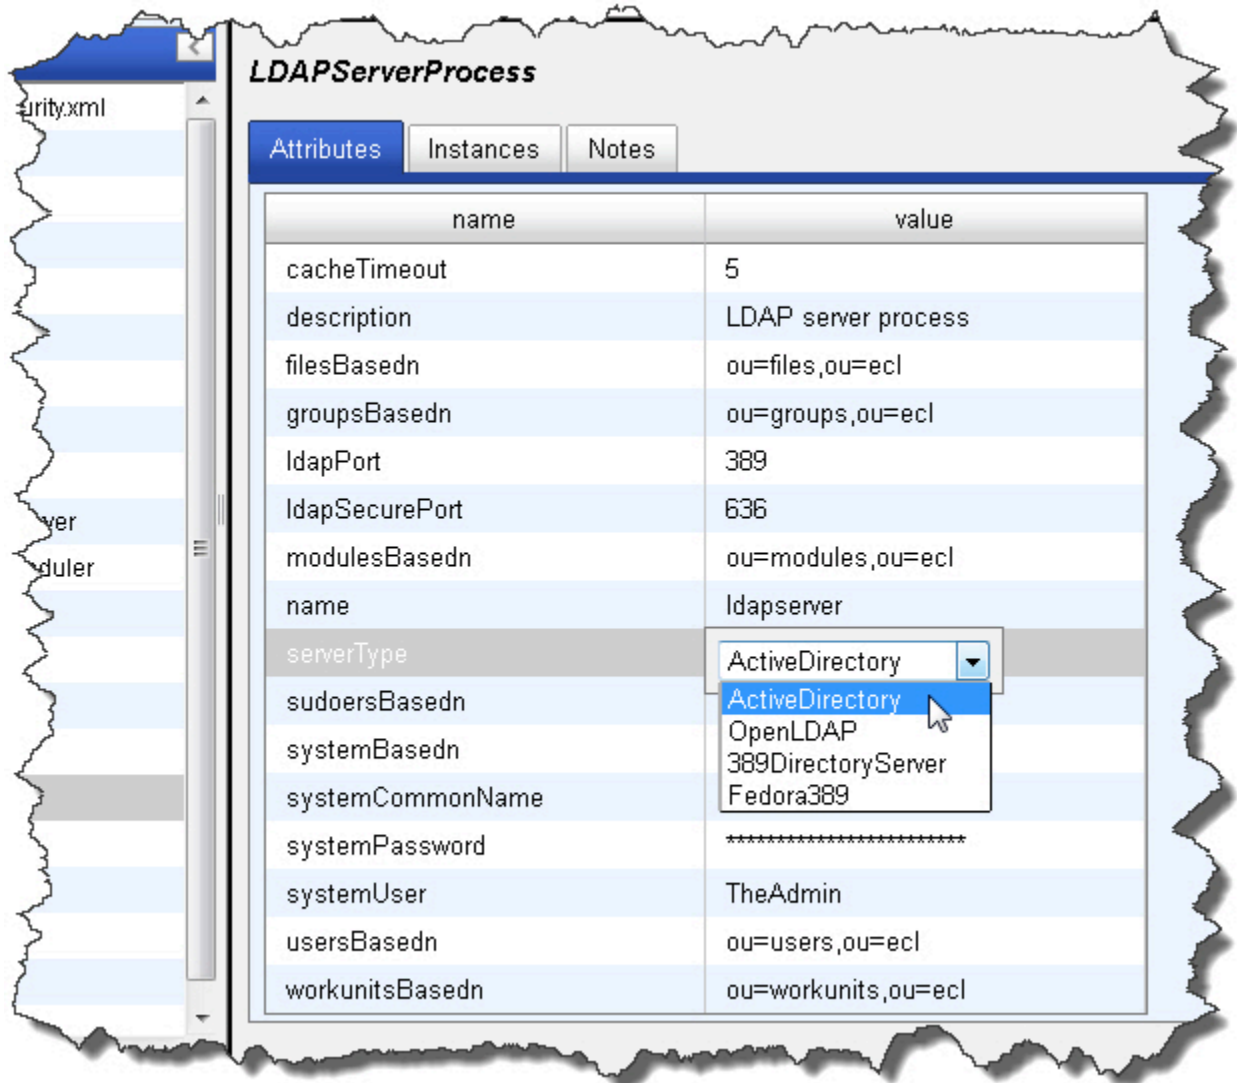 LDAPServerProcess
urity.xml
Attributes Instances Notes
name value
cacheTimeout 5
description LDAP server process
filesBasedn ou=files,ou=ecl
groupsBasedn ou=groups,ou=ecl
ldapPort 389
ldapSecurePort 636
ver
modulesBasedn ou=modules,ou=ecl
duler
name ldapserver
serverType ActiveDirectory
ActiveDirectory
sudoersBasedn
OpenLDAP
systemBasedn
389DirectoryServer
systemCommonName
Fedora389
systemPassword ************************
systemUser TheAdmin
usersBasedn ou=users,ou=ecl
workunitsBasedn ou=workunits,ou=ecl